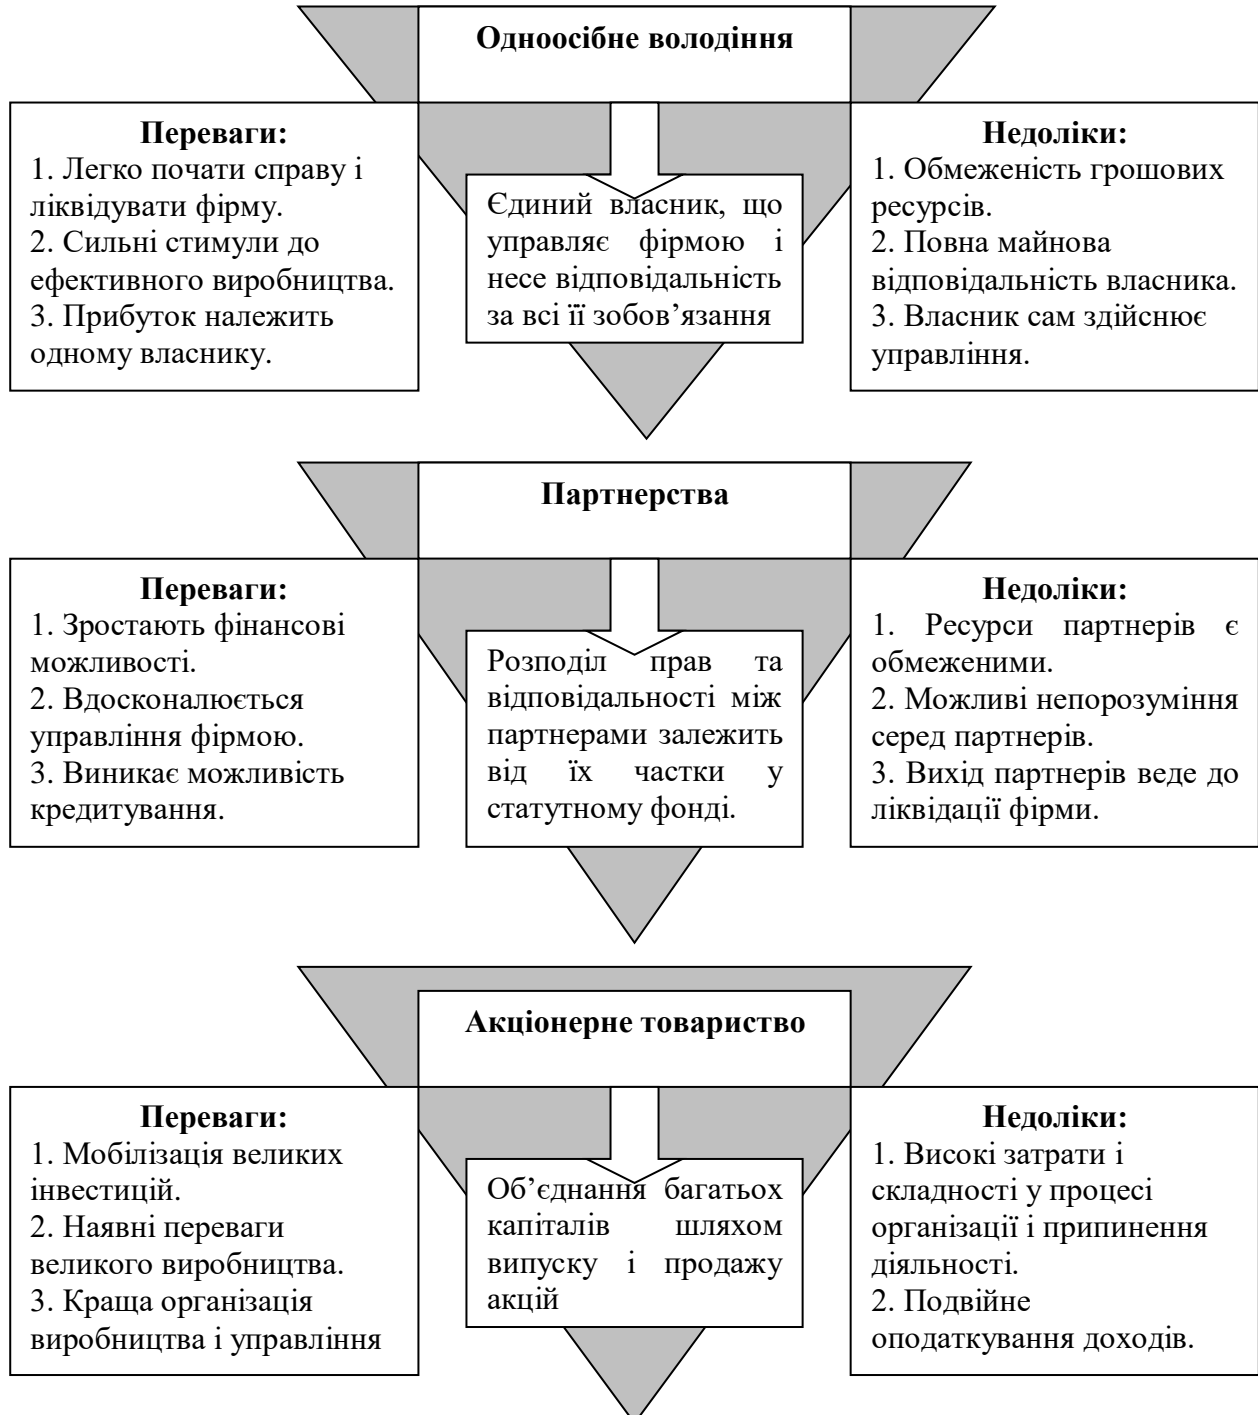 Одноосібне володіння
Переваги:
1. Легко почати справу і
ліквідувати фірму.
2. Сильні стимули до
ефективного виробництва.
3. Прибуток належить
одному власнику.
Єдиний власник, що
управляє фірмою і
несе відповідальність
за всі її зобов’язання
Недоліки:
1. Обмеженість грошових
ресурсів.
2. Повна майнова
відповідальність власника.
3. Власник сам здійснює
управління.
Партнерства
Переваги:
1. Зростають фінансові
можливості.
2. Вдосконалюється
управління фірмою.
3. Виникає можливість
кредитування.
Розподіл прав та
відповідальності між
партнерами залежить
від їх частки у
статутному фонді.
Недоліки:
1. Ресурси партнерів є
обмеженими.
2. Можливі непорозуміння
серед партнерів.
3. Вихід партнерів веде до
ліквідації фірми.
Акціонерне товариство
Переваги:
1. Мобілізація великих
інвестицій.
2. Наявні переваги
великого виробництва.
3. Краща організація
виробництва і управління
Об’єднання багатьох
капіталів шляхом
випуску і продажу
акцій
Недоліки:
1. Високі затрати і
складності у процесі
організації і припинення
діяльності.
2. Подвійне
оподаткування доходів.